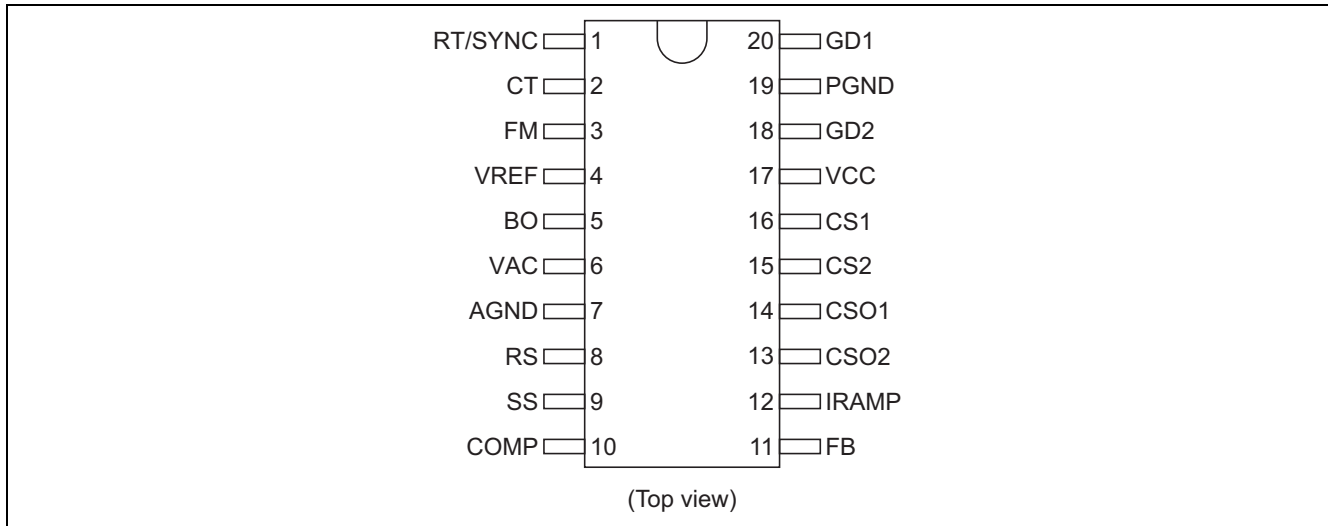 RT/SYNC 1 20 GD1
CT 2 19 PGND
FM 3 18 GD2
VREF 4 17 VCC
BO 5 16 CS1
VAC 6 15 CS2
AGND 7 14 CSO1
RS 8 13 CSO2
SS 9 12 IRAMP
COMP 10 11 FB
(Top view)